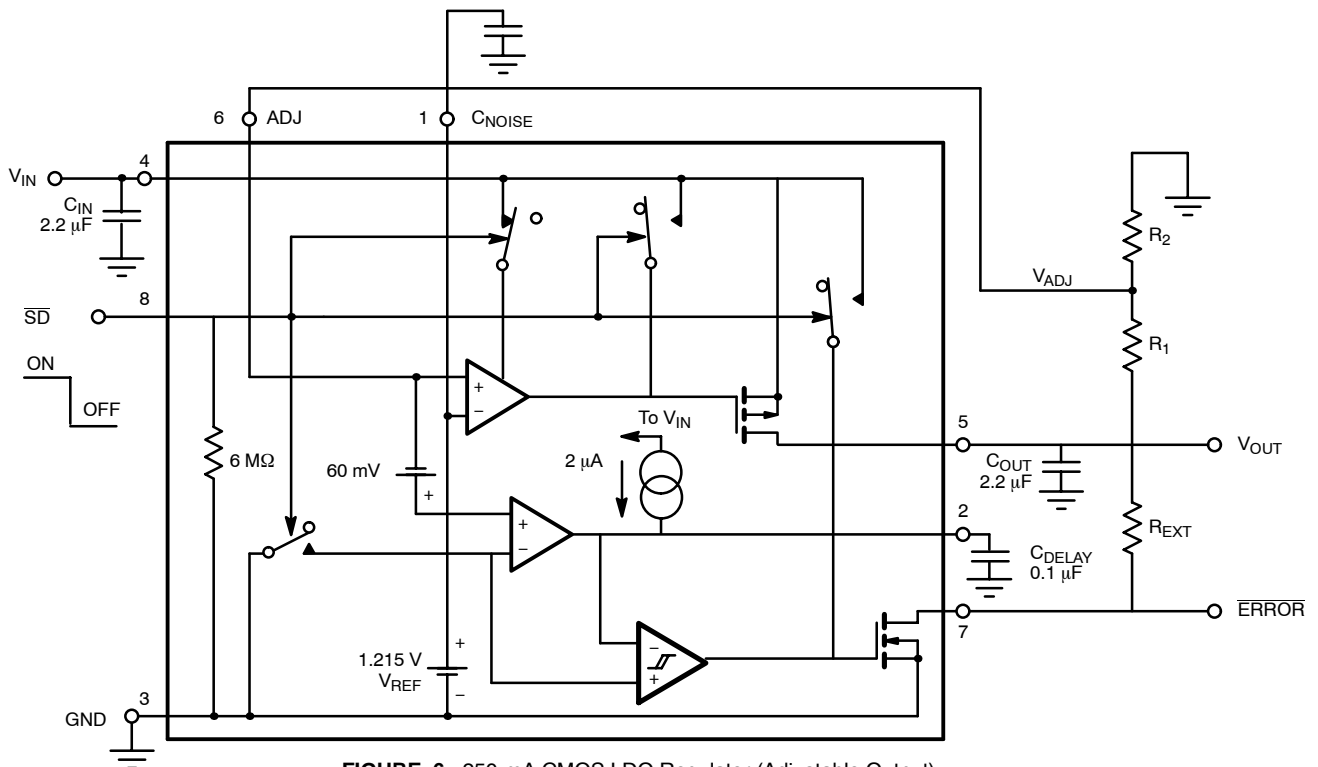 6 ADJ
1 CNOISE
VIN
4
CIN
2.2 μF
R2
VADJ
SD
8
ON
OFF
R1
+
−
To VIN
5
VOUT
6 MΩ
60 mV
+
2 μA
COUT
2.2 μF
+
−
2
REXT
CDELAY
0.1 μF
ERROR
7
+
1.215 V
VREF
−
−
+
3
GND